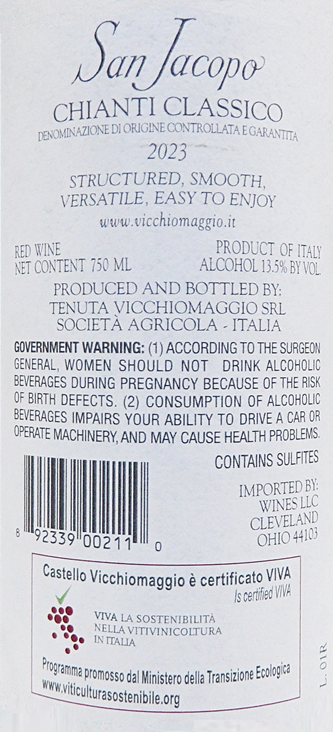 San Jacopo
CHIANTI CLASSICO
DENOMINAZIONE DI ORIGINE CONTROLLATA E GARANTITA
2023
STRUCTURED, SMOOTH,
VERSATILE, EASY TO ENJOY
www.vicchiomaggio.it
RED WINE
NET CONTENT 750 ML
PRODUCT OF ITALY
ALCOHOL 13.5% BY VOL.
PRODUCED AND BOTTLED BY:
TENUTA VICCHIOMAGGIO SRL
SOCIETÀ AGRICOLA - ITALIA
GOVERNMENT WARNING: (1) ACCORDING TO THE SURGEON
GENERAL, WOMEN SHOULD NOT DRINK ALCOHOLIC
BEVERAGES DURING PREGNANCY BECAUSE OF THE RISK
OF BIRTH DEFECTS. (2) CONSUMPTION OF ALCOHOLIC
BEVERAGES IMPAIRS YOUR ABILITY TO DRIVE A CAR OR
OPERATE MACHINERY, AND MAY CAUSE HEALTH PROBLEMS.
CONTAINS SULFITES
8 92339 00211 0
IMPORTED BY:
WINES LLC
CLEVELAND
OHIO 44103
Castello Vicchiomaggio è certificato VIVA
Is certified VIVA
VIVA LA SOSTENIBILITÀ
NELLA VITIVINICOLTURA
IN ITALIA
Programma promosso dal Ministero della Transizione Ecologica
www.viticulturasostenibile.org
L. 01R